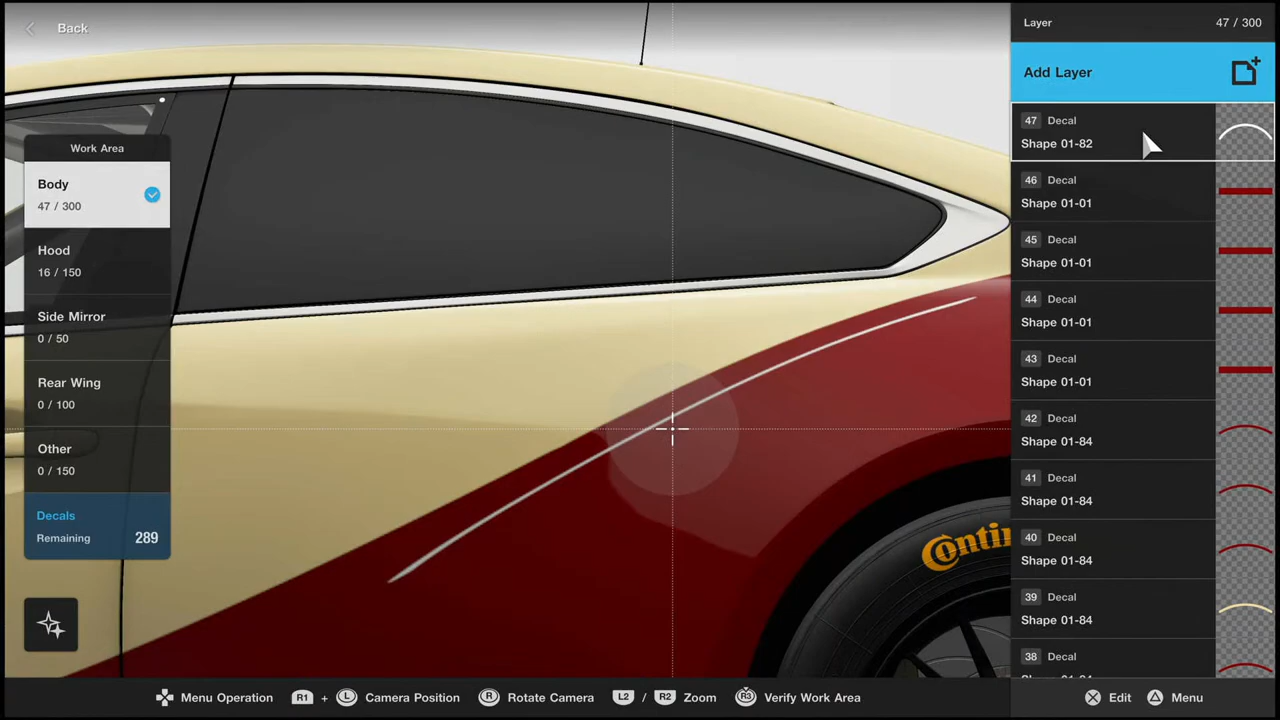 Back
Work Area
Body
47 / 300
Hood
16 / 150
Side Mirror
0 / 50
Rear Wing
0 / 100
Other
0 / 150
Decals
Remaining 289
Layer 47 / 300
Add Layer
47 Decal
Shape 01-82
46 Decal
Shape 01-01
45 Decal
Shape 01-01
44 Decal
Shape 01-01
43 Decal
Shape 01-01
42 Decal
Shape 01-84
41 Decal
Shape 01-84
40 Decal
Shape 01-84
39 Decal
Shape 01-84
38 Decal
Contin
Menu Operation R1 + L Camera Position R Rotate Camera L2 / R2 Zoom R3 Verify Work Area Edit Menu